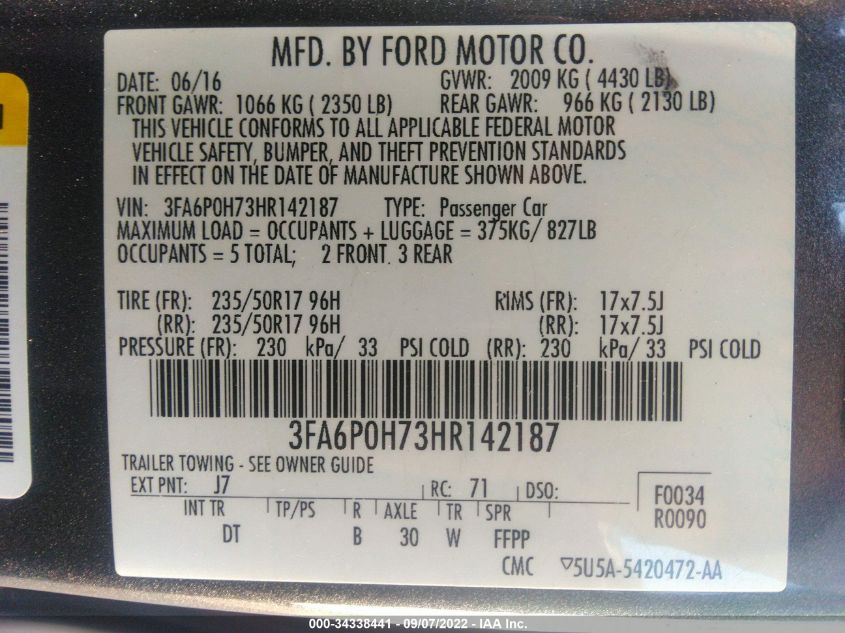 MFD. BY FORD MOTOR CO.
DATE: 06/16 GVWR: 2009 KG ( 4430 LB)
FRONT GAWR: 1066 KG ( 2350 LB) REAR GAWR: 966 KG ( 2130 LB)
THIS VEHICLE CONFORMS TO ALL APPLICABLE FEDERAL MOTOR
VEHICLE SAFETY, BUMPER, AND THEFT PREVENTION STANDARDS
IN EFFECT ON THE DATE OF MANUFACTURE SHOWN ABOVE.
VIN: 3FA6P0H73HR142187 TYPE: Passenger Car
MAXIMUM LOAD = OCCUPANTS + LUGGAGE = 375KG/ 827LB
OCCUPANTS = 5 TOTAL; 2 FRONT, 3 REAR
TIRE (FR): 235/50R17 96H RIMS (FR): 17x7.5J
(RR): 235/50R17 96H (RR): 17x7.5J
PRESSURE (FR): 230 kPa/ 33 PSI COLD (RR): 230 kPa/ 33 PSI COLD
3FA6P0H73HR142187
TRAILER TOWING - SEE OWNER GUIDE
EXT PNT: J7 RC: 71 DSO: F0034
INT TR TP/PS R AXLE TR SPR R0090
DT B 30 W FFPP
CMC ▽5U5A-5420472-AA
000-34338441 - 09/07/2022 - IAA Inc.